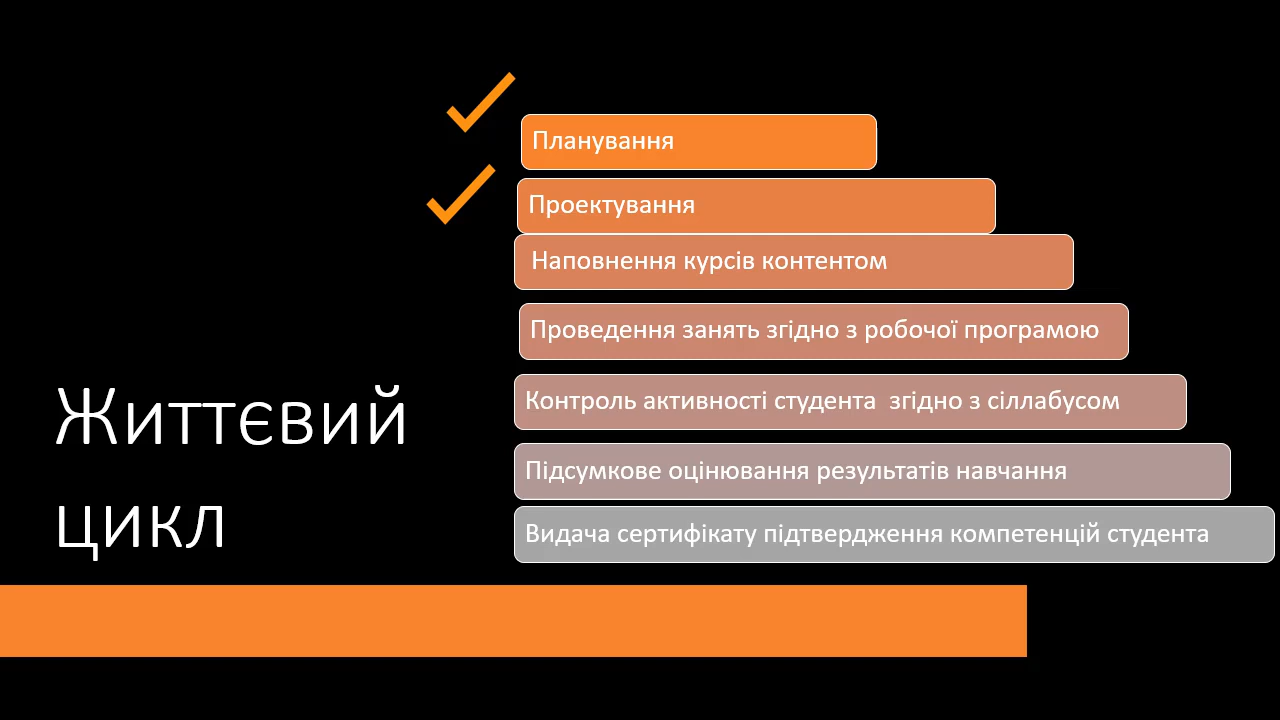 Життєвий
цикл
Планування
Проектування
Наповнення курсів контентом
Проведення занять згідно з робочої програмою
Контроль активності студента  згідно з сіллабусом
Підсумкове оцінювання результатів навчання
Видача сертифікату підтвердження компетенцій студента